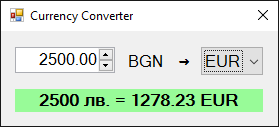 Currency Converter
2500.00 BGN → EUR
2500 лв. = 1278.23 EUR